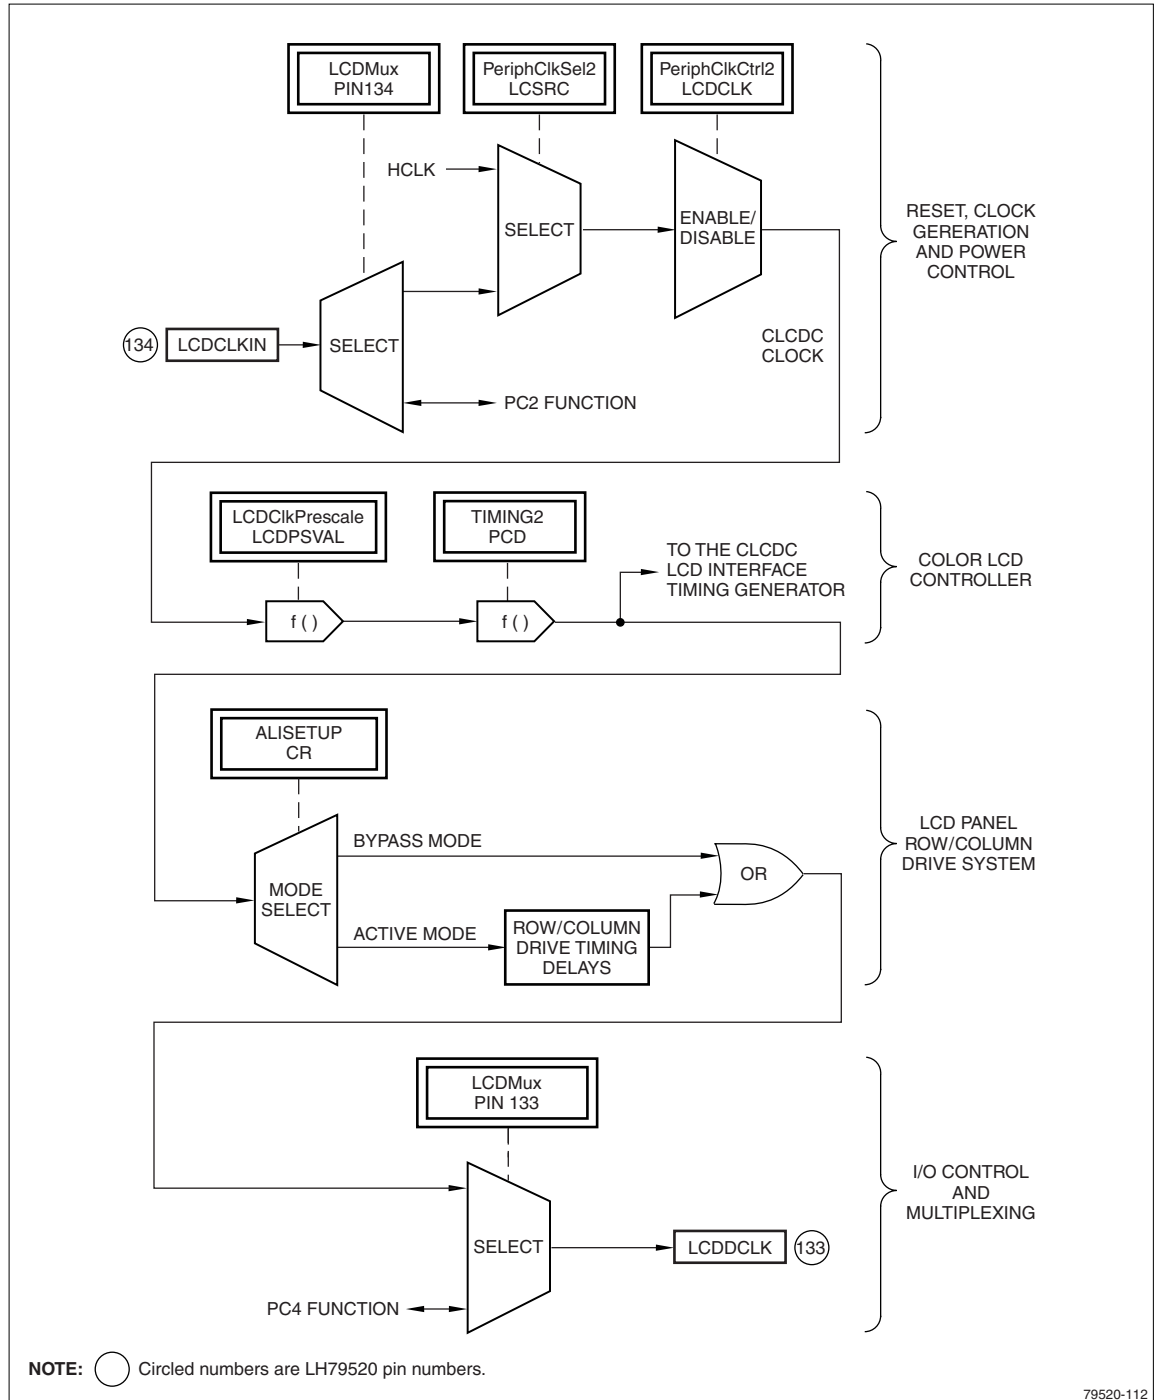 LCDMux
PIN134
PeriphClkSel2
LCSRC
PeriphClkCtrl2
LCDCLK
HCLK
SELECT
ENABLE/
DISABLE
RESET, CLOCK
GERERATION
AND POWER
CONTROL
134
LCDCLKIN
SELECT
CLCDC
CLOCK
PC2 FUNCTION
LCDClkPrescale
LCDPSVAL
TIMING2
PCD
TO THE CLCDC
LCD INTERFACE
TIMING GENERATOR
COLOR LCD
CONTROLLER
f ( )
f ( )
ALISETUP
CR
BYPASS MODE
MODE
SELECT
OR
LCD PANEL
ROW/COLUMN
DRIVE SYSTEM
ACTIVE MODE
ROW/COLUMN
DRIVE TIMING
DELAYS
LCDMux
PIN 133
I/O CONTROL
AND
MULTIPLEXING
SELECT
LCDDCLK
133
PC4 FUNCTION
NOTE: Circled numbers are LH79520 pin numbers.
79520-112